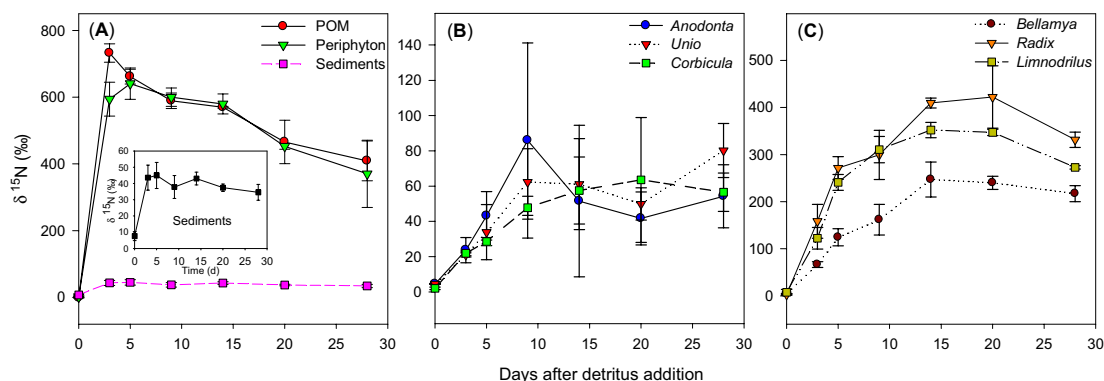 (A)
POM
Periphyton
Sediments
δ ¹⁵N (‰)
800
600
400
200
0
0 5 10 15 20 25 30
δ ¹⁵N (‰)
60
50
40
30
20
10
0
Sediments
0 5 10 15 20 25 30
Time (d)
(B)
Anodonta
Unio
Corbicula
140
120
100
80
60
40
20
0
0 5 10 15 20 25 30
Days after detritus addition
(C)
Bellamya
Radix
Limnodrilus
500
400
300
200
100
0
0 5 10 15 20 25 30